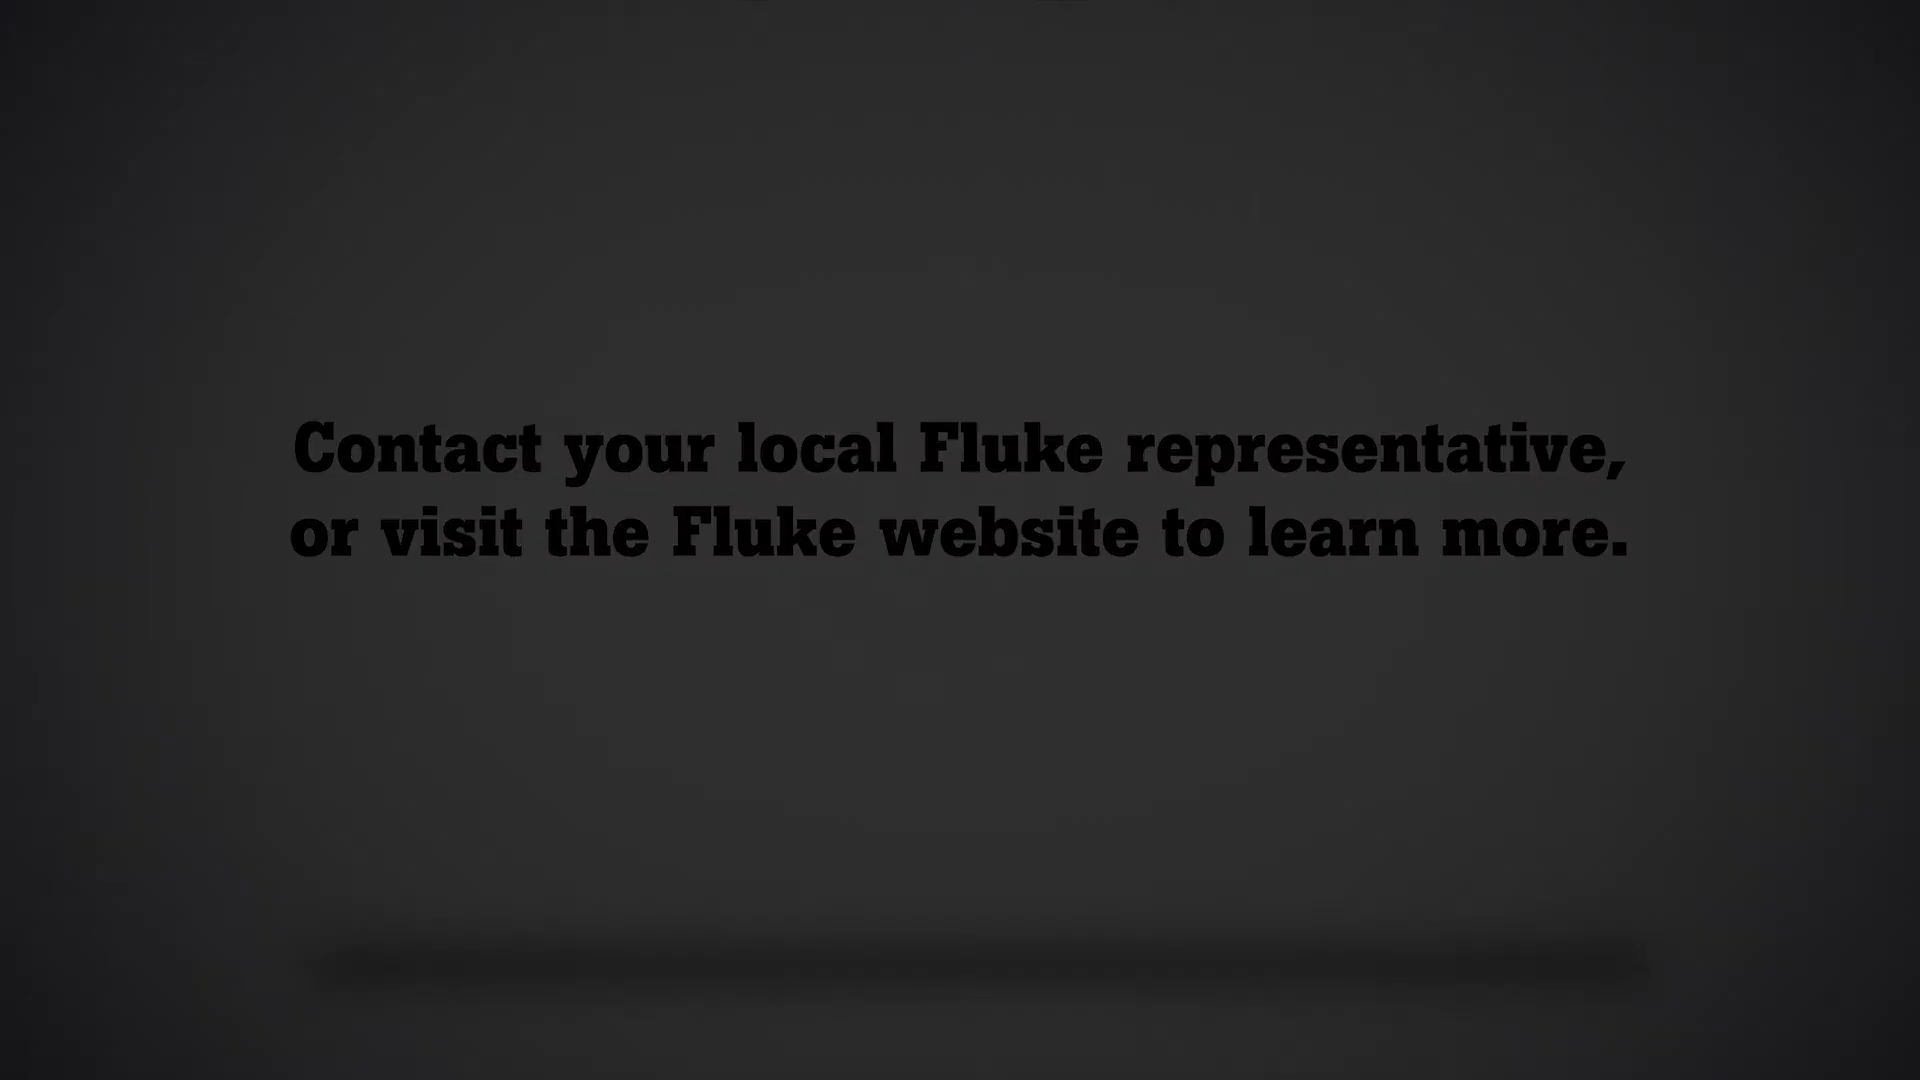 Contact your local Fluke representative,
or visit the Fluke website to learn more.